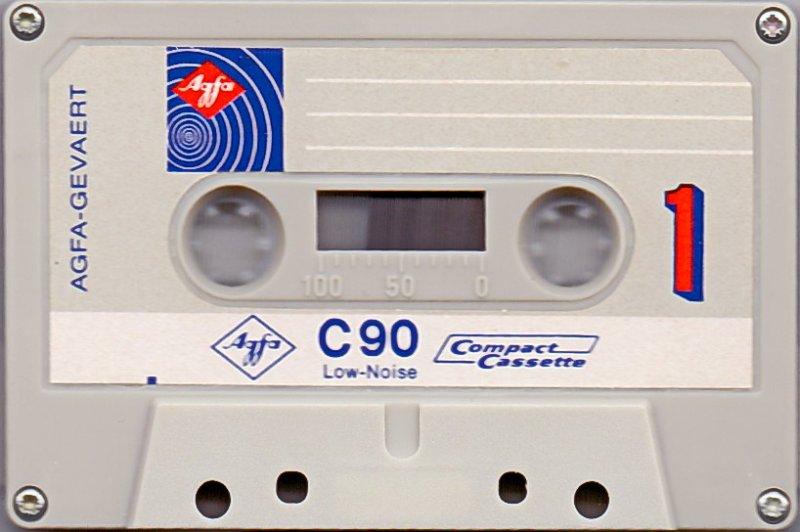 Agfa
AGFA-GEVAERT
1
100 50 0
Agfa
C90
Low-Noise
Compact
Cassette